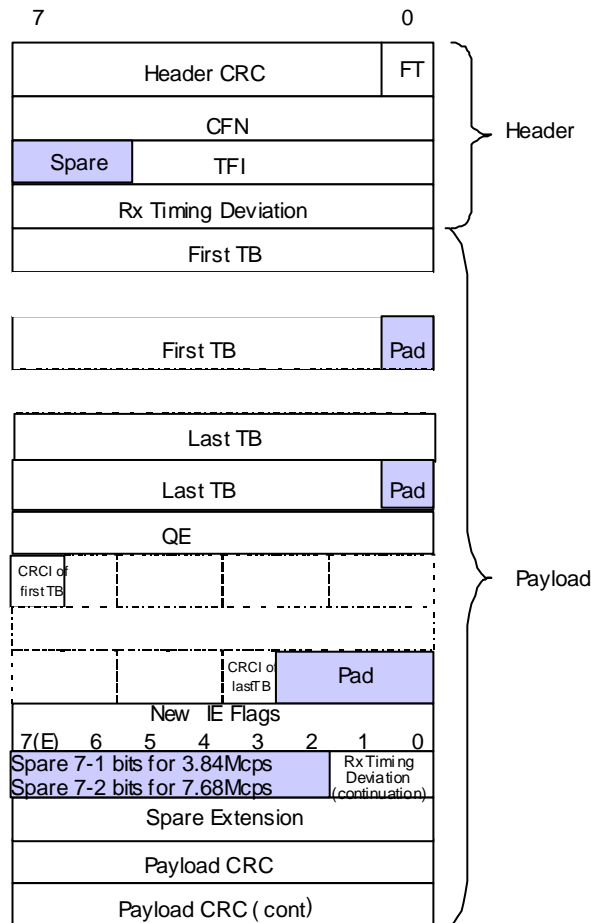 7 0
Header CRC FT
Header
CFN
Spare TFI
Rx Timing Deviation
First TB
First TB Pad
Last TB
Last TB Pad
QE
CRCI of
first TB
Payload
CRCI of
lastTB
Pad
New IE Flags
7(E) 6 5 4 3 2 1 0
Spare 7-1 bits for 3.84Mcps
Spare 7-2 bits for 7.68Mcps
Rx Timing
Deviation
(continuation)
Spare Extension
Payload CRC
Payload CRC ( cont)